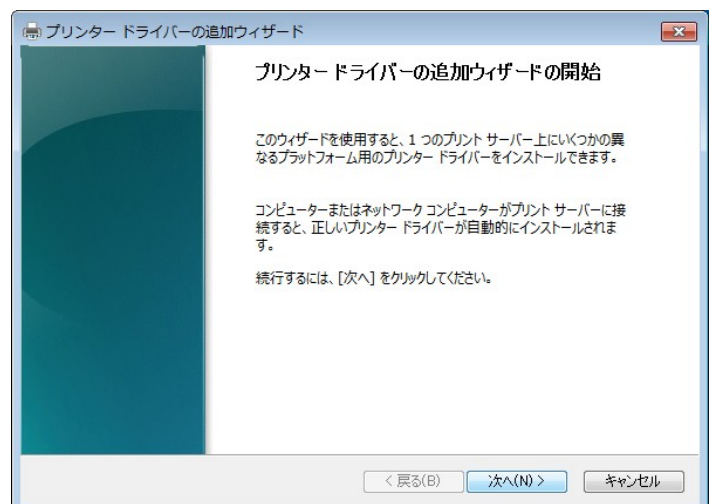 プリンター ドライバーの追加ウィザード
プリンター ドライバーの追加ウィザードの開始
このウィザードを使用すると、1 つのプリント サーバー上にいくつかの異
なるプラットフォーム用のプリンター ドライバーをインストールできます。
コンピューターまたはネットワーク コンピューターがプリント サーバーに接
続すると、正しいプリンター ドライバーが自動的にインストールされま
す。
続行するには、[次へ] をクリックしてください。
< 戻る(B)
次へ(N) >
キャンセル